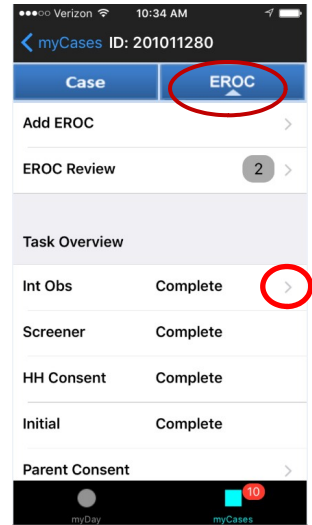 Verizon 10:34 AM
myCases ID: 201011280
Case EROC
Add EROC
EROC Review 2
Task Overview
Int Obs Complete
Screener Complete
HH Consent Complete
Initial Complete
Parent Consent
10
myDay myCases